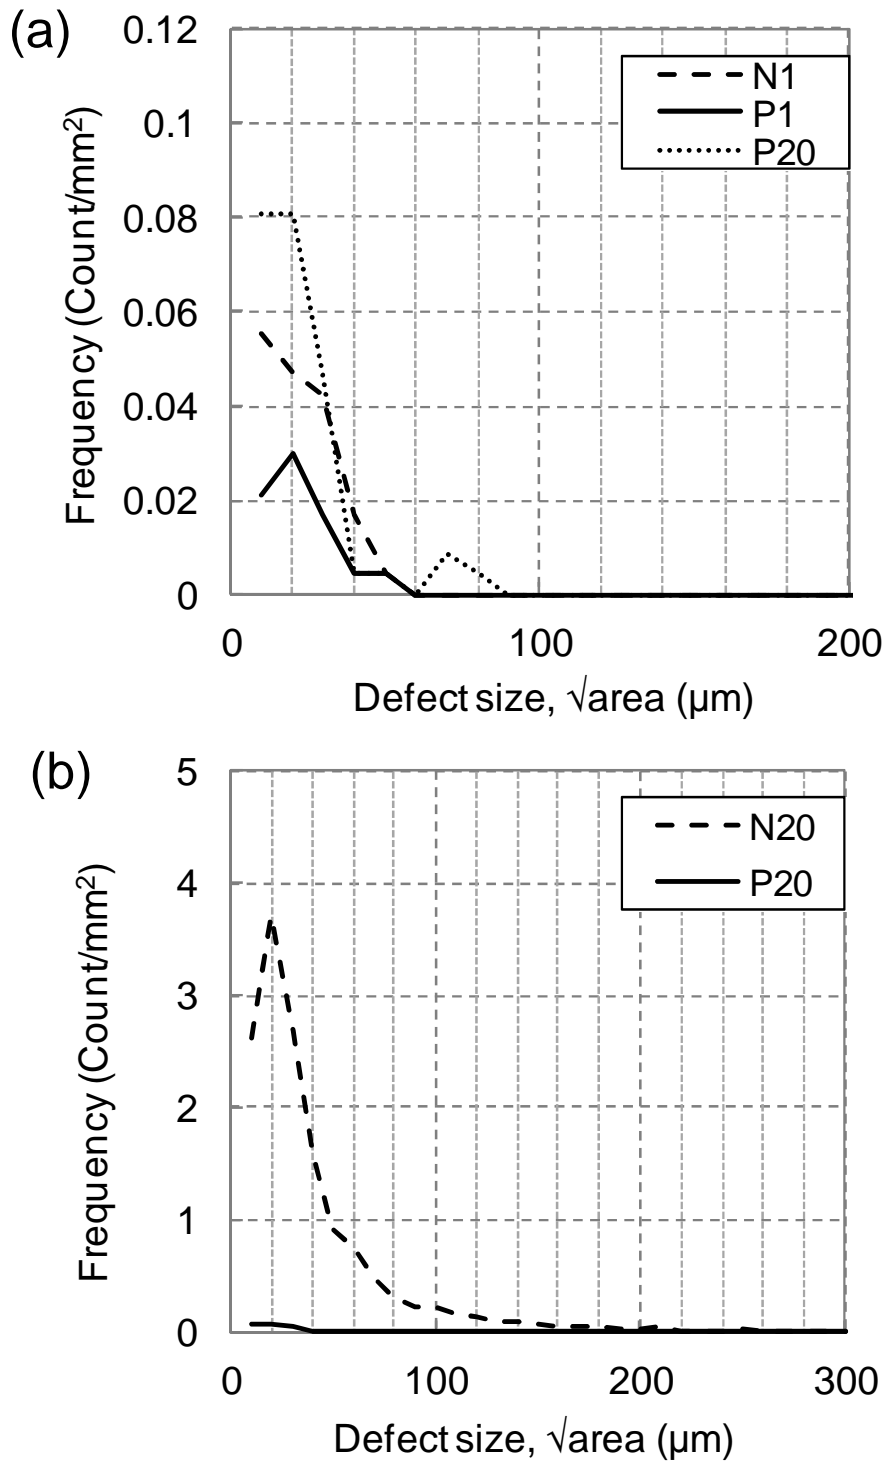 (a)
0.12
0.1
0.08
0.06
0.04
0.02
0
Frequency (Count/mm²)
N1
P1
P20
0 100 200
Defect size, √area (µm)
(b)
5
4
3
2
1
0
Frequency (Count/mm²)
N20
P20
0 100 200 300
Defect size, √area (µm)